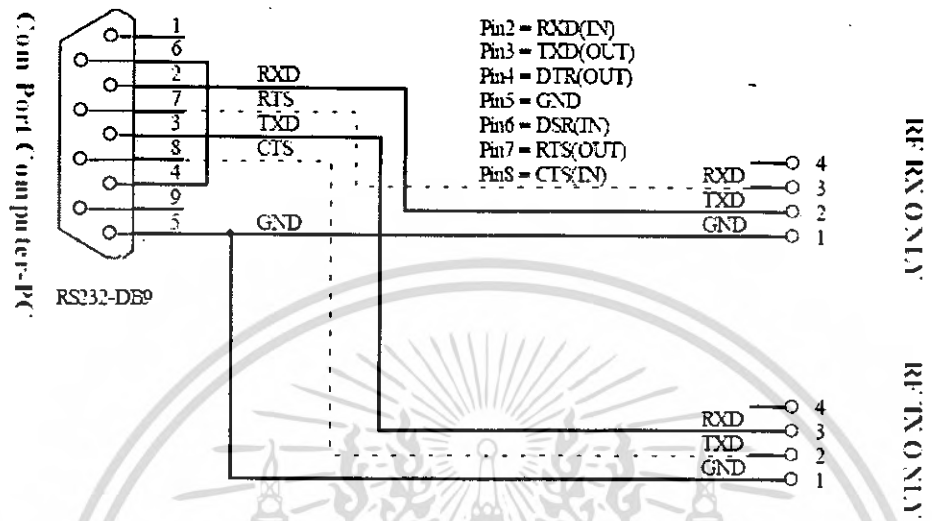 Com Port Computer-PC
1
6
2 RXD
7 RTS
3 TXD
8 CTS
4
9
5 GND
RS232-DB9
Pin2 = RXD(IN)
Pin3 = TXD(OUT)
Pin4 = DTR(OUT)
Pin5 = GND
Pin6 = DSR(IN)
Pin7 = RTS(OUT)
Pin8 = CTS(IN)
4
RXD 3
TXD 2
GND 1
RF RX ONLY
4
RXD 3
TXD 2
GND 1
RF TX ONLY